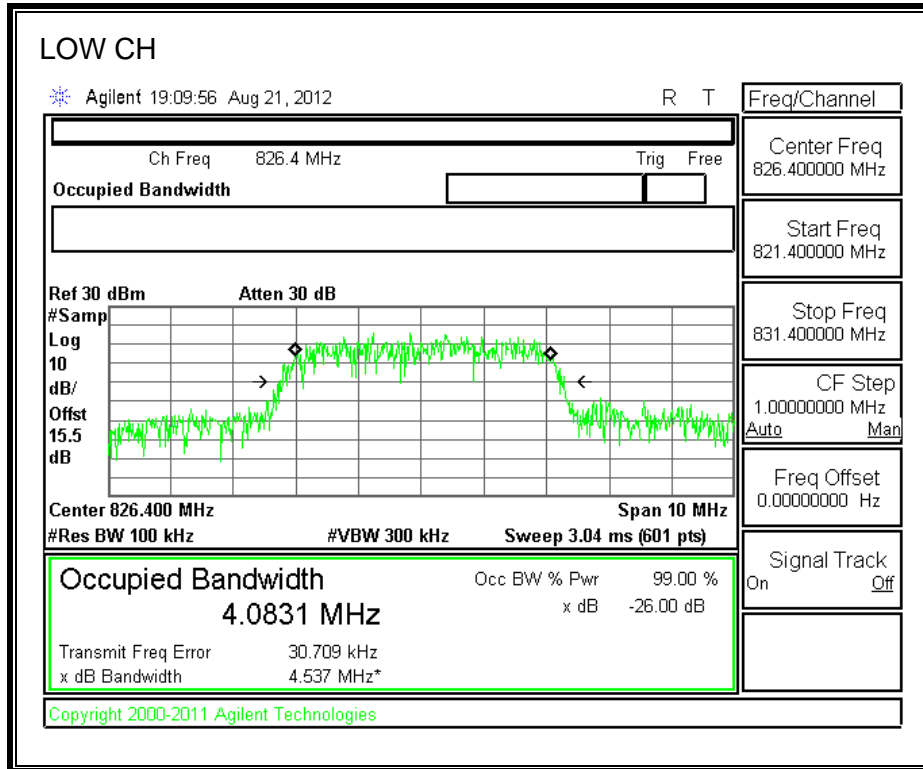 LOW CH
Agilent 19:09:56 Aug 21, 2012 R T
Freq/Channel
Ch Freq 826.4 MHz Trig Free
Occupied Bandwidth
Center Freq
826.400000 MHz
Start Freq
821.400000 MHz
Stop Freq
831.400000 MHz
CF Step
1.00000000 MHz
Auto Man
Freq Offset
0.00000000 Hz
Signal Track
On Off
Ref 30 dBm Atten 30 dB
#Samp
Log
10
dB/
Offst
15.5
dB
Center 826.400 MHz Span 10 MHz
#Res BW 100 kHz #VBW 300 kHz Sweep 3.04 ms (601 pts)
Occupied Bandwidth
4.0831 MHz
Occ BW % Pwr 99.00 %
x dB -26.00 dB
Transmit Freq Error 30.709 kHz
x dB Bandwidth 4.537 MHz*
Copyright 2000-2011 Agilent Technologies